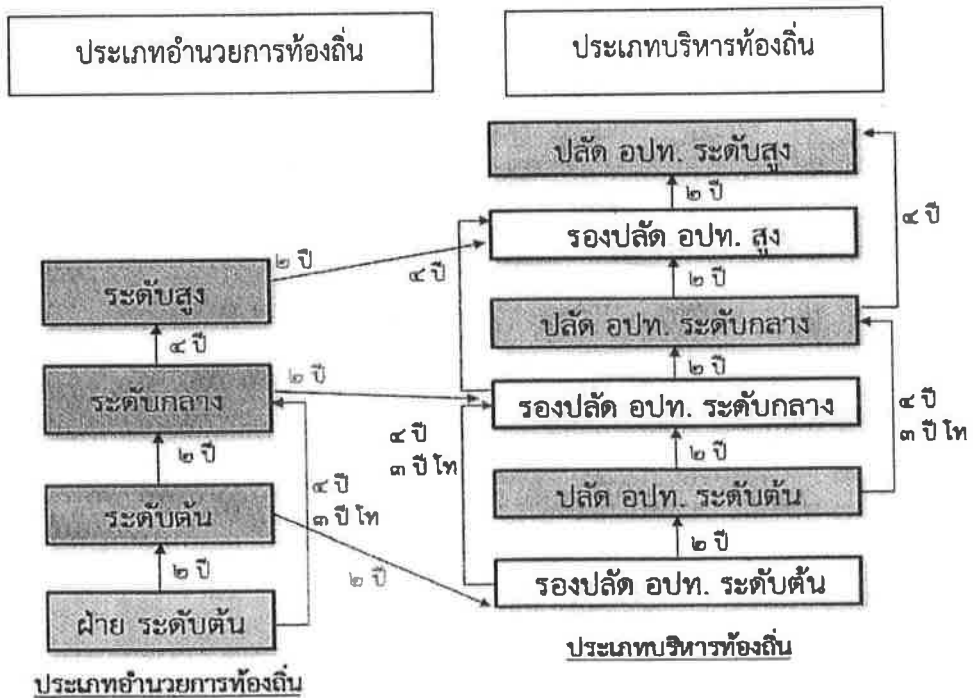 ประเภทอำนวยการท้องถิ่น
ประเภทบริหารท้องถิ่น
ปลัด อปท. ระดับสูง
๒ ปี
๔ ปี
รองปลัด อปท. สูง
๒ ปี
๔ ปี
๒ ปี
ระดับสูง
ปลัด อปท. ระดับกลาง
๔ ปี
๒ ปี
๒ ปี
ระดับกลาง
รองปลัด อปท. ระดับกลาง
๔ ปี
๓ ปี โท
๔ ปี
๓ ปี โท
๒ ปี
๒ ปี
ระดับต้น
๔ ปี
๓ ปี โท
ปลัด อปท. ระดับต้น
๒ ปี
๒ ปี
๒ ปี
รองปลัด อปท. ระดับต้น
ฝ่าย ระดับต้น
ประเภทบริหารท้องถิ่น
ประเภทอำนวยการท้องถิ่น